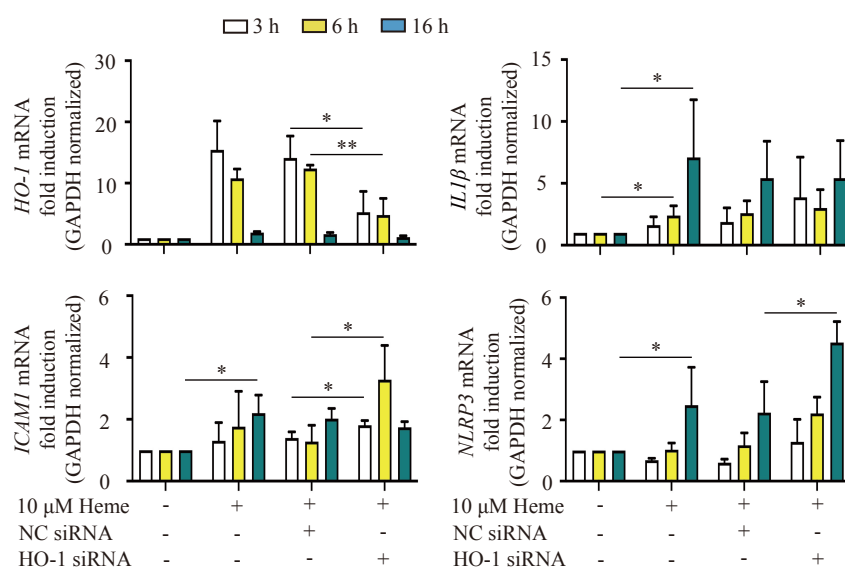 3 h 6 h 16 h
HO-1 mRNA
fold induction
(GAPDH normalized)
30
20
10
0
*
**
IL1β mRNA
fold induction
(GAPDH normalized)
15
10
5
0
*
*
ICAM1 mRNA
fold induction
(GAPDH normalized)
6
4
2
0
*
*
*
NLRP3 mRNA
fold induction
(GAPDH normalized)
6
4
2
0
*
*
10 μM Heme - + + +
NC siRNA - - + -
HO-1 siRNA - - - +
10 μM Heme - + + +
NC siRNA - - + -
HO-1 siRNA - - - +